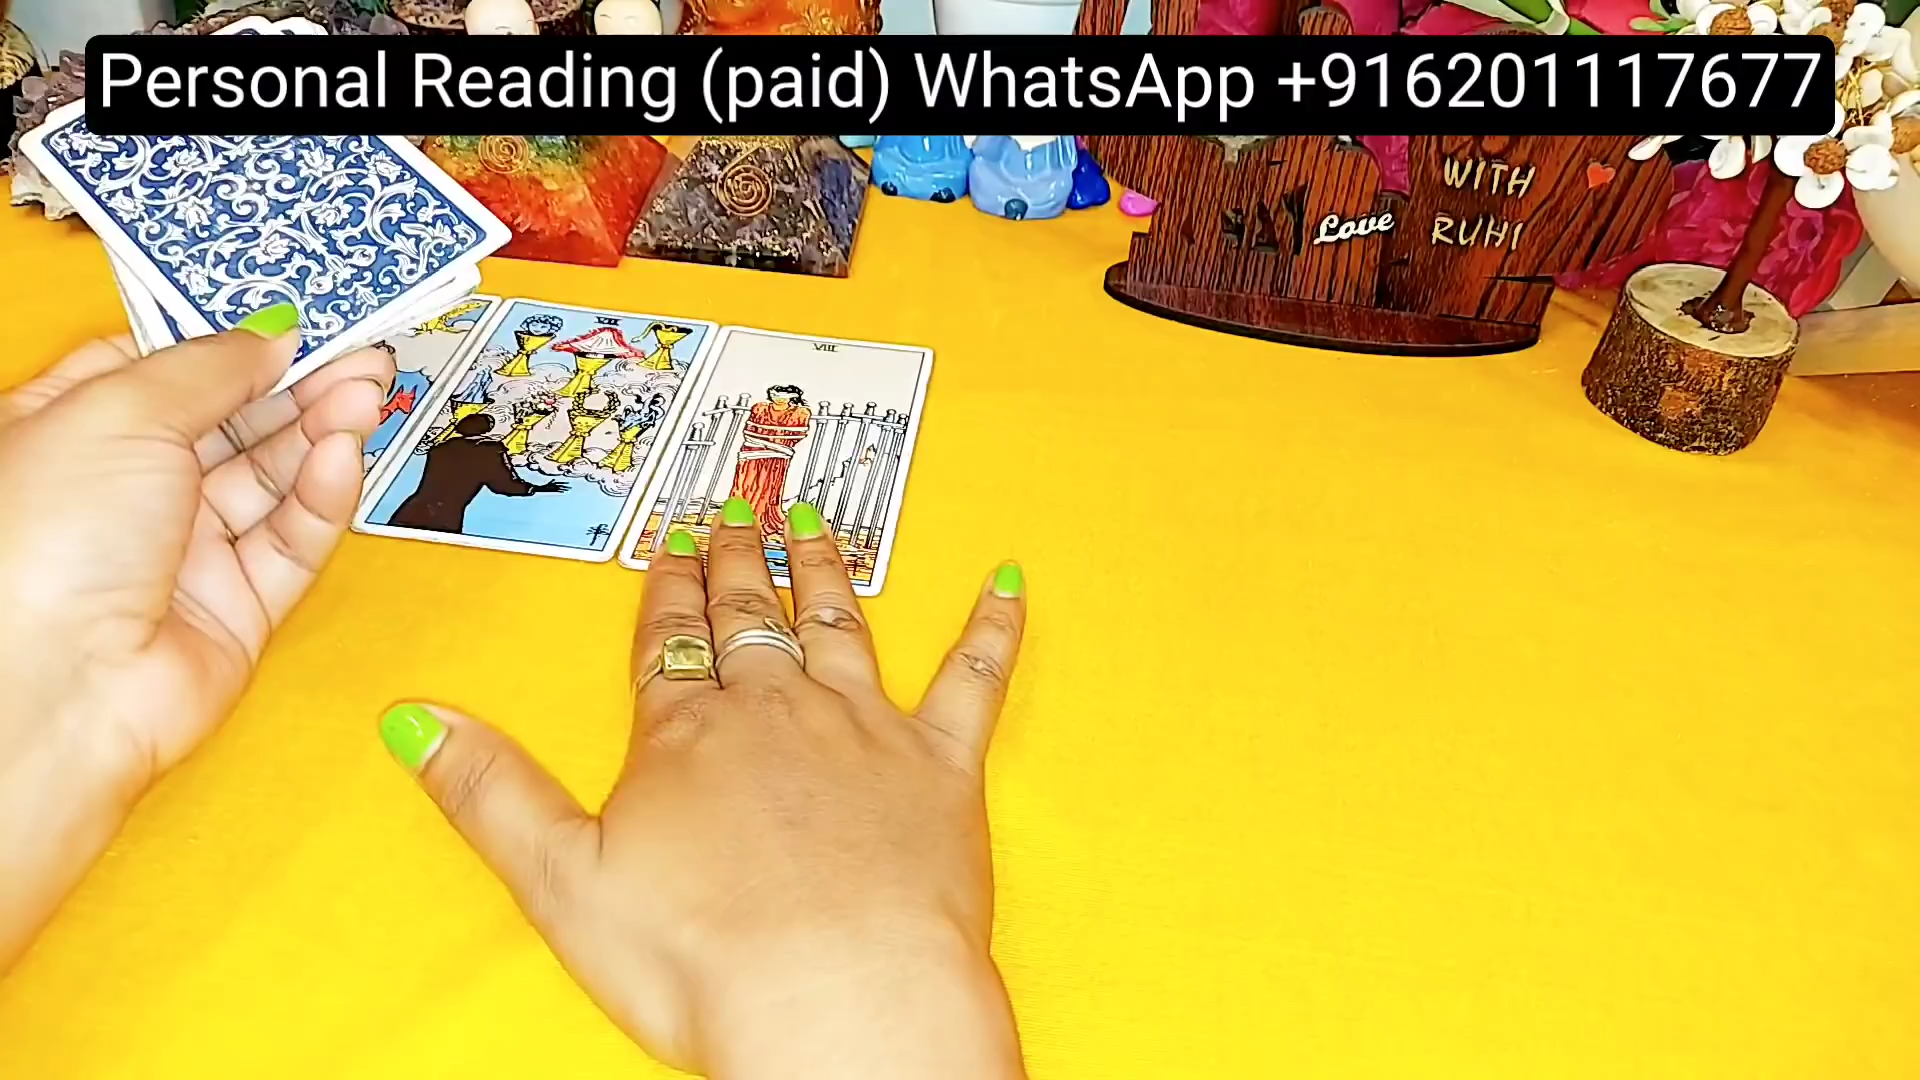 Personal Reading (paid) WhatsApp +916201117677
WITH
Love RUHI
VII
VIII